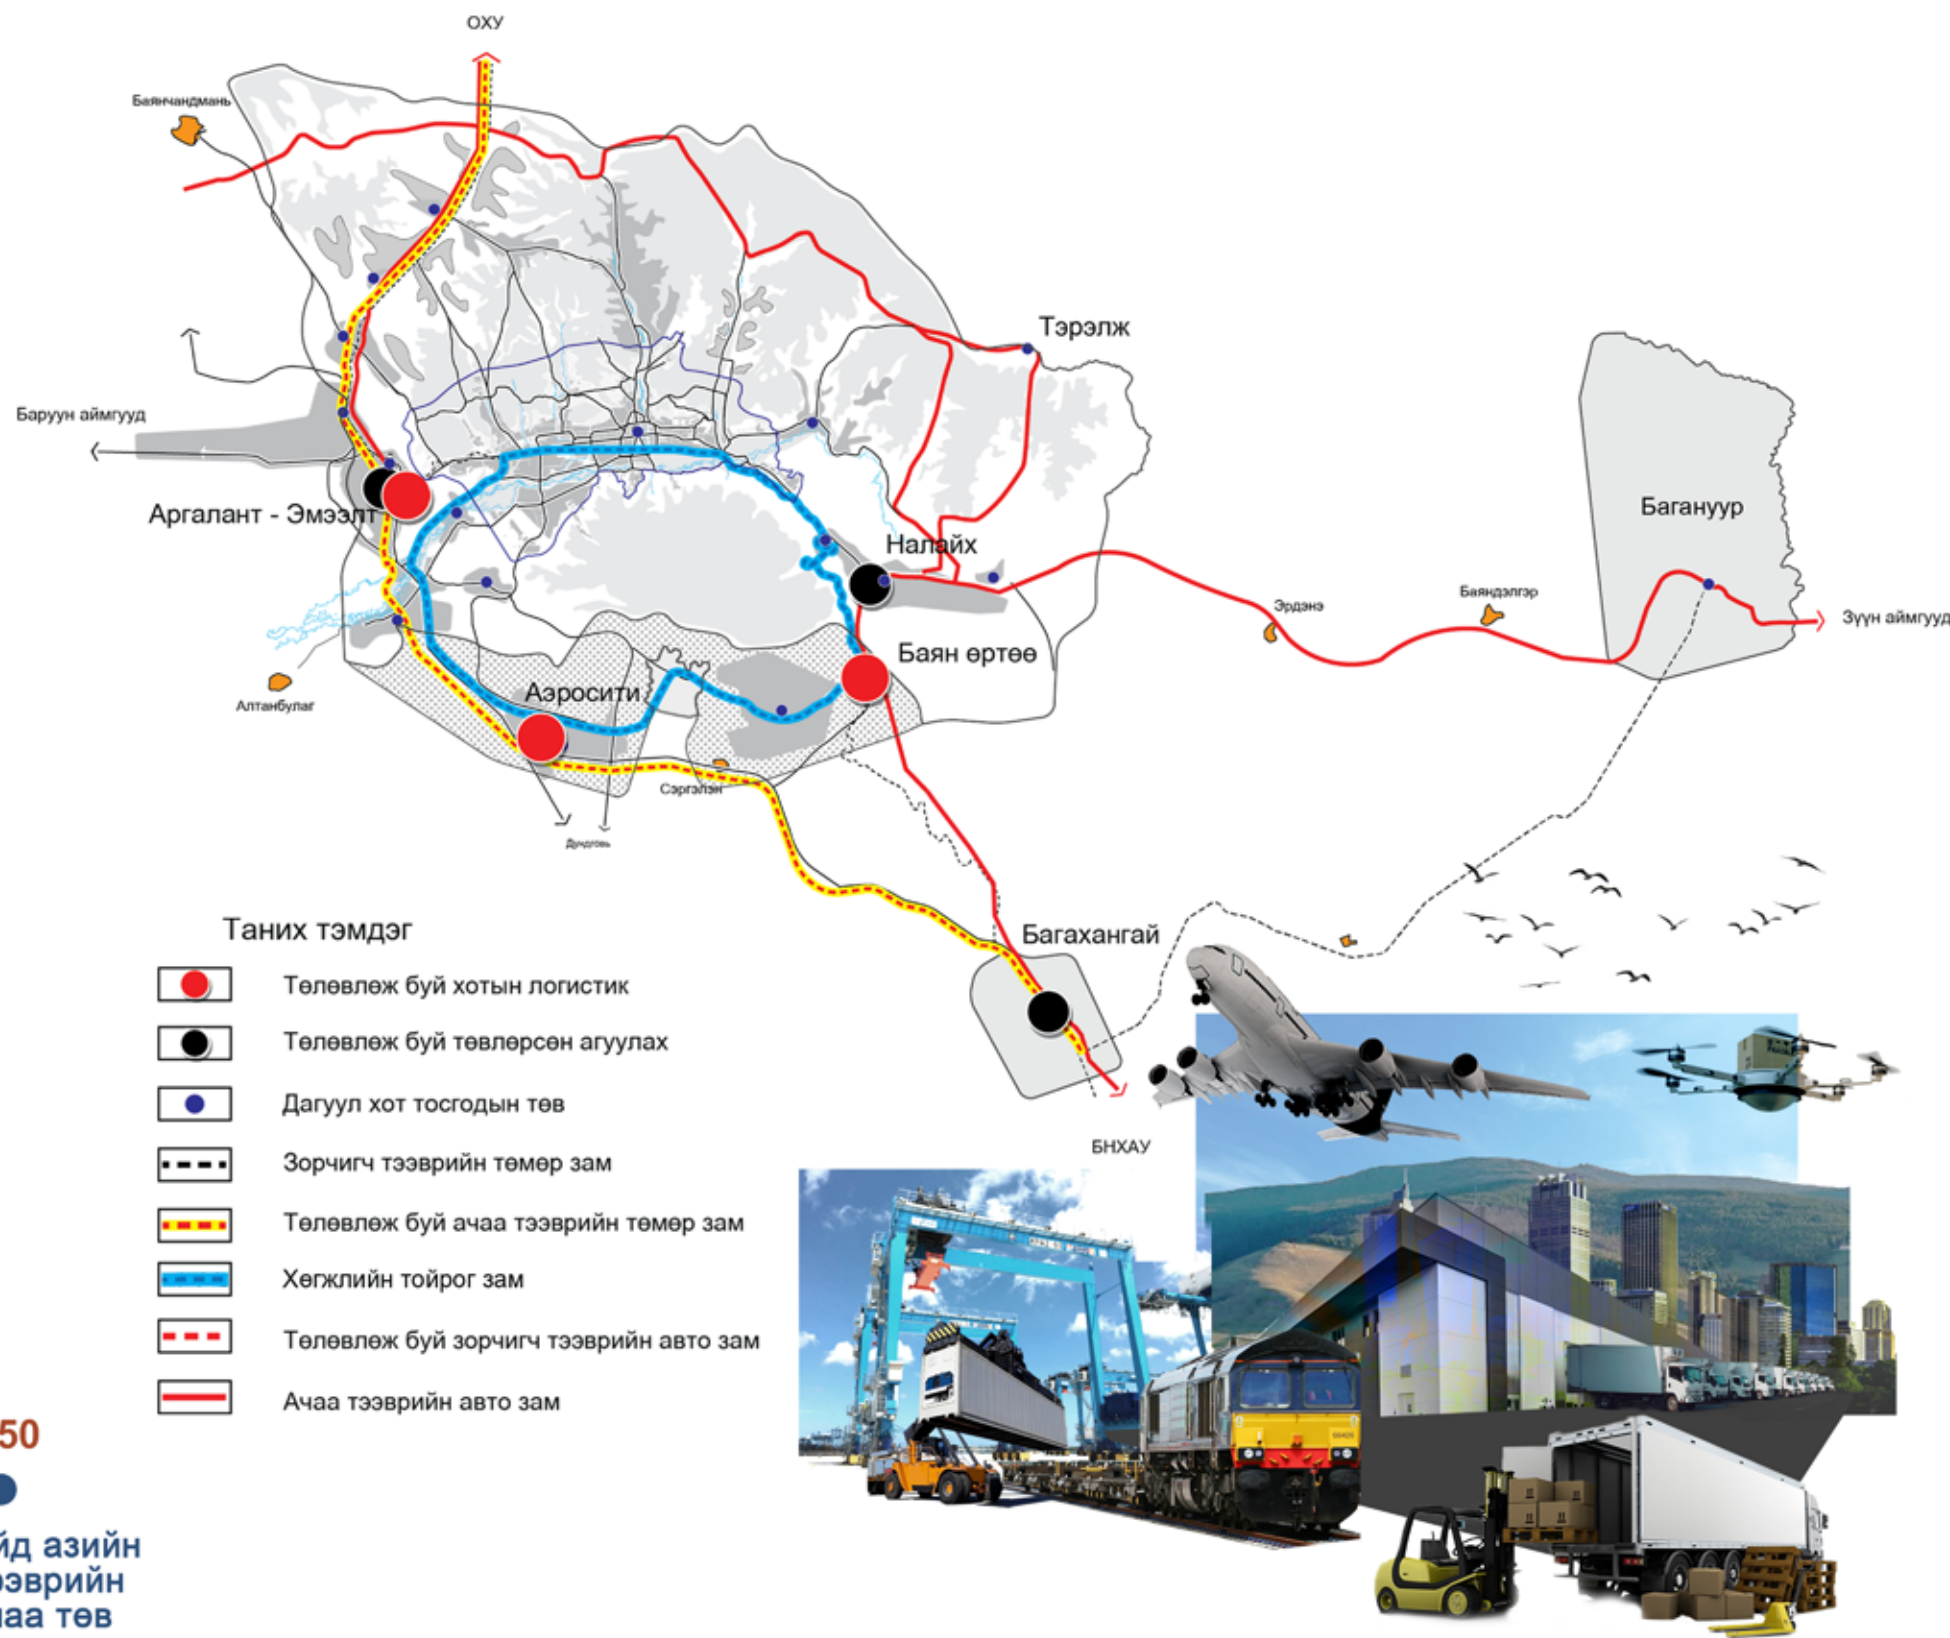 ОХУ
Баянчандмань
Тэрэлж
Баруун аймгууд
Аргалант - Эмээлт
Багануур
Налайх
Баяндэлгэр
Эрдэнэ
Зүүн аймгууд
Баян өртөө
Аэросити
Алтанбулаг
Сэргэлэн
Дундговь
Багахангай
БНХАУ
Таних тэмдэг
Төлөвлөж буй хотын логистик
Төлөвлөж буй төвлөрсөн агуулах
Дагуул хот тосгодын төв
Зорчигч тээврийн төмөр зам
Төлөвлөж буй ачаа тээврийн төмөр зам
Хөгжлийн тойрог зам
Төлөвлөж буй зорчигч тээврийн авто зам
Ачаа тээврийн авто зам
50
йд азийн
ээврийн
чаа төв